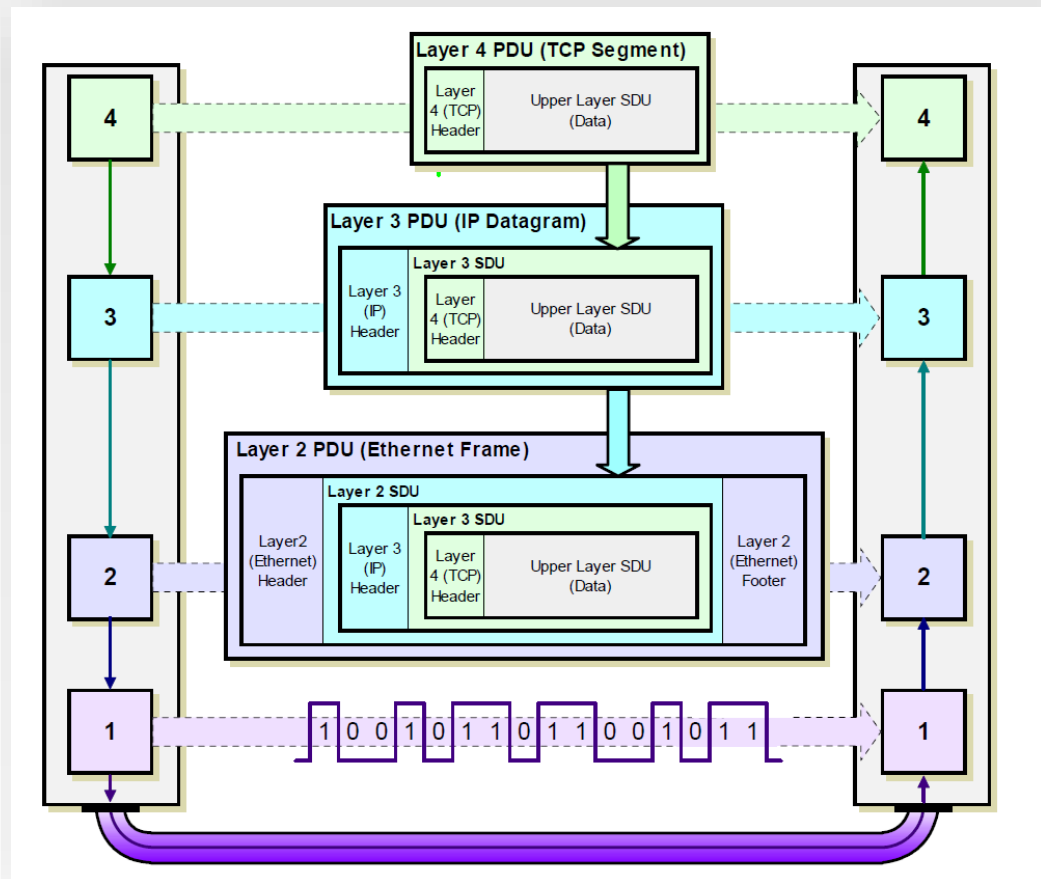 Layer 4 PDU (TCP Segment)
Layer
4 (TCP)
Header
Upper Layer SDU
(Data)
4
4
Layer 3 PDU (IP Datagram)
Layer 3 SDU
Layer 3
(IP)
Header
Layer
4 (TCP)
Header
Upper Layer SDU
(Data)
3
3
Layer 2 PDU (Ethernet Frame)
Layer 2 SDU
Layer 3 SDU
Layer2
(Ethernet)
Header
Layer 3
(IP)
Header
Layer
4 (TCP)
Header
Upper Layer SDU
(Data)
Layer 2
(Ethernet)
Footer
2
2
1
1 0 0 1 0 1 1 0 1 1 0 0 1 0 1 1
1